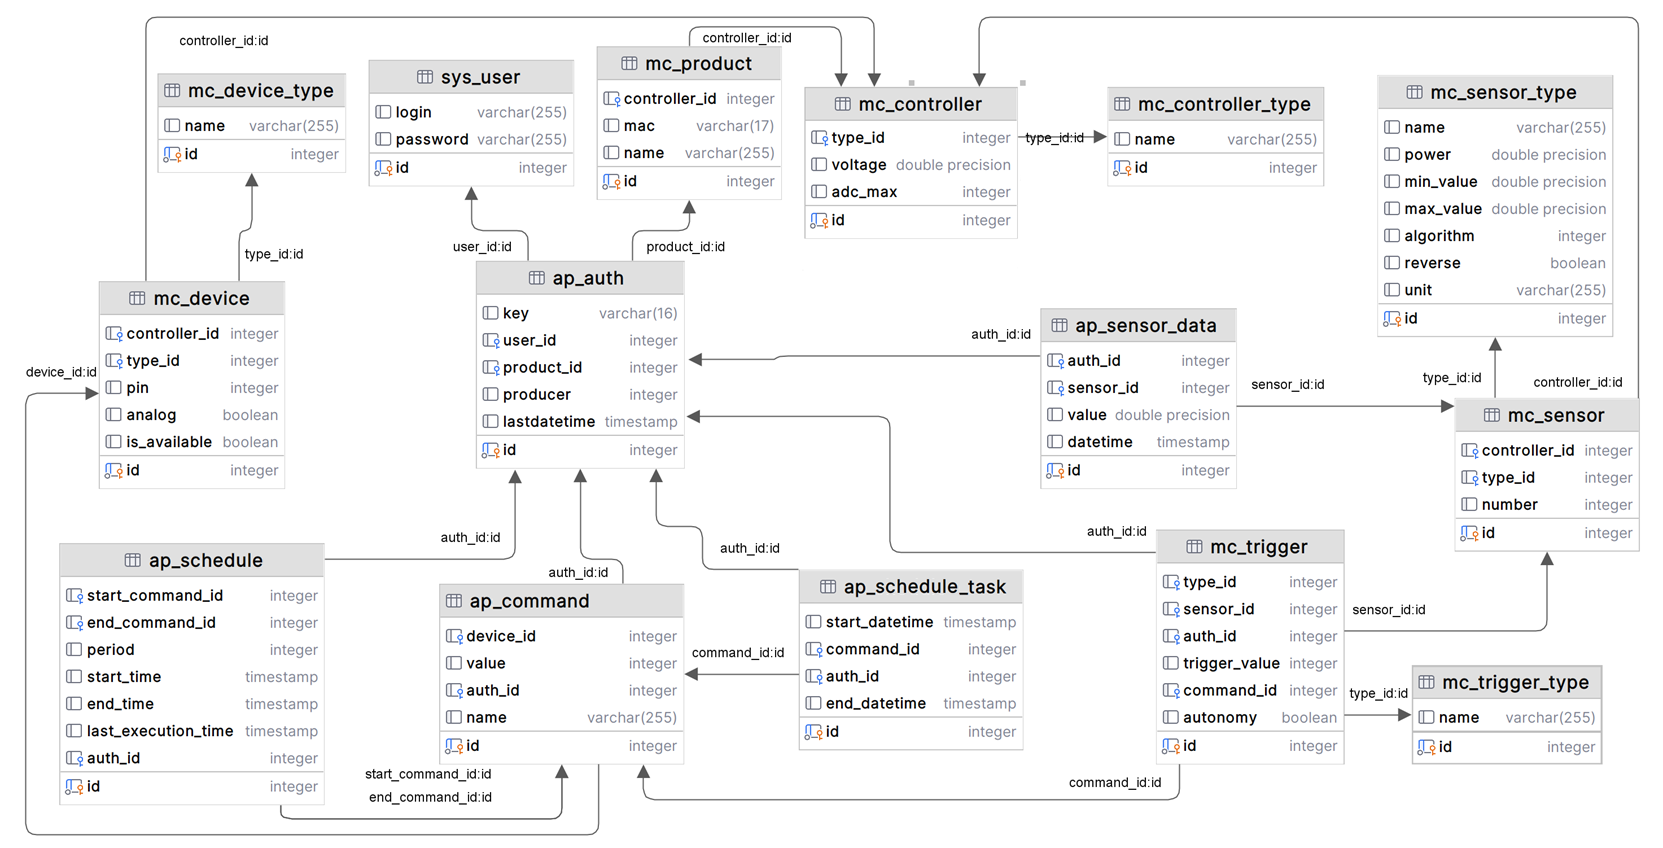 controller_id:id
controller_id:id
mc_device_type
name varchar(255)
id integer
sys_user
login varchar(255)
password varchar(255)
id integer
mc_product
controller_id integer
mac varchar(17)
name varchar(255)
id integer
mc_controller
type_id integer
voltage double precision
adc_max integer
id integer
type_id:id
mc_controller_type
name varchar(255)
id integer
mc_sensor_type
name varchar(255)
power double precision
min_value double precision
max_value double precision
algorithm integer
reverse boolean
unit varchar(255)
id integer
type_id:id
user_id:id
product_id:id
mc_device
controller_id integer
type_id integer
pin integer
analog boolean
is_available boolean
id integer
device_id:id
ap_auth
key varchar(16)
user_id integer
product_id integer
producer integer
lastdatetime timestamp
id integer
auth_id:id
ap_sensor_data
auth_id integer
sensor_id integer
value double precision
datetime timestamp
id integer
sensor_id:id
type_id:id
controller_id:id
mc_sensor
controller_id integer
type_id integer
number integer
id integer
auth_id:id
auth_id:id
auth_id:id
auth_id:id
ap_schedule
start_command_id integer
end_command_id integer
period integer
start_time timestamp
end_time timestamp
last_execution_time timestamp
auth_id integer
id integer
ap_command
device_id integer
value integer
auth_id integer
name varchar(255)
id integer
command_id:id
ap_schedule_task
start_datetime timestamp
command_id integer
auth_id integer
end_datetime timestamp
id integer
mc_trigger
type_id integer
sensor_id integer
auth_id integer
trigger_value integer
command_id integer
autonomy boolean
id integer
sensor_id:id
type_id:id
mc_trigger_type
name varchar(255)
id integer
start_command_id:id
end_command_id:id
command_id:id